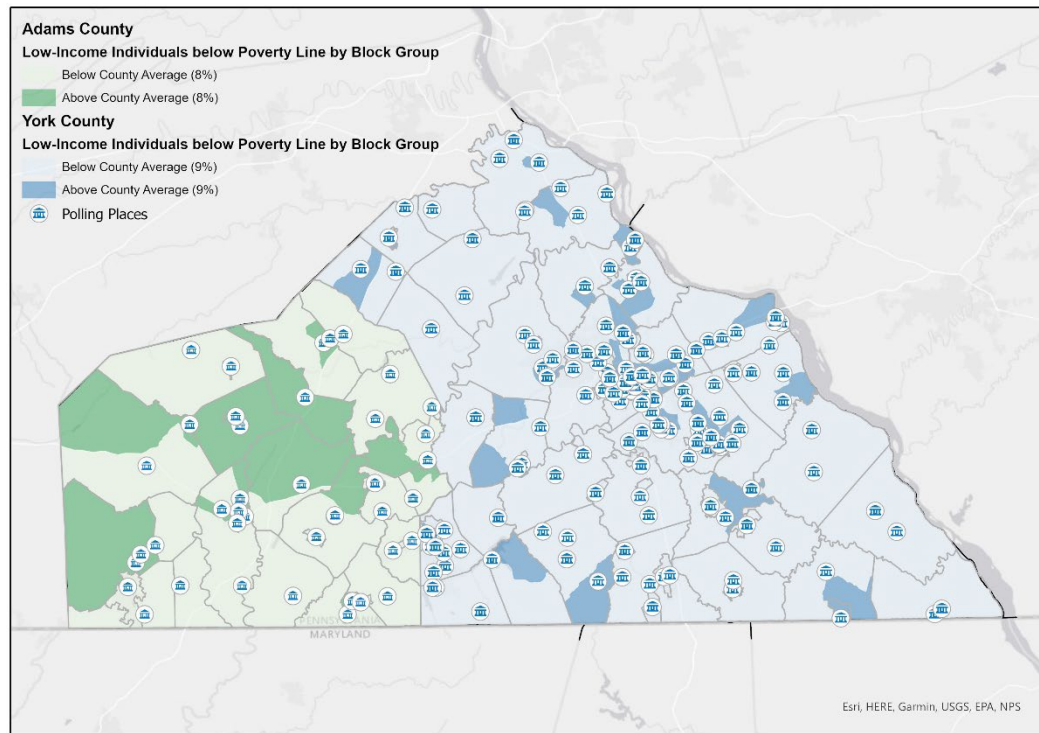 Adams County
Low-Income Individuals below Poverty Line by Block Group
Below County Average (8%)
Above County Average (8%)
York County
Low-Income Individuals below Poverty Line by Block Group
Below County Average (9%)
Above County Average (9%)
Polling Places
PENNSYLVANIA
MARYLAND
Esri, HERE, Garmin, USGS, EPA, NPS